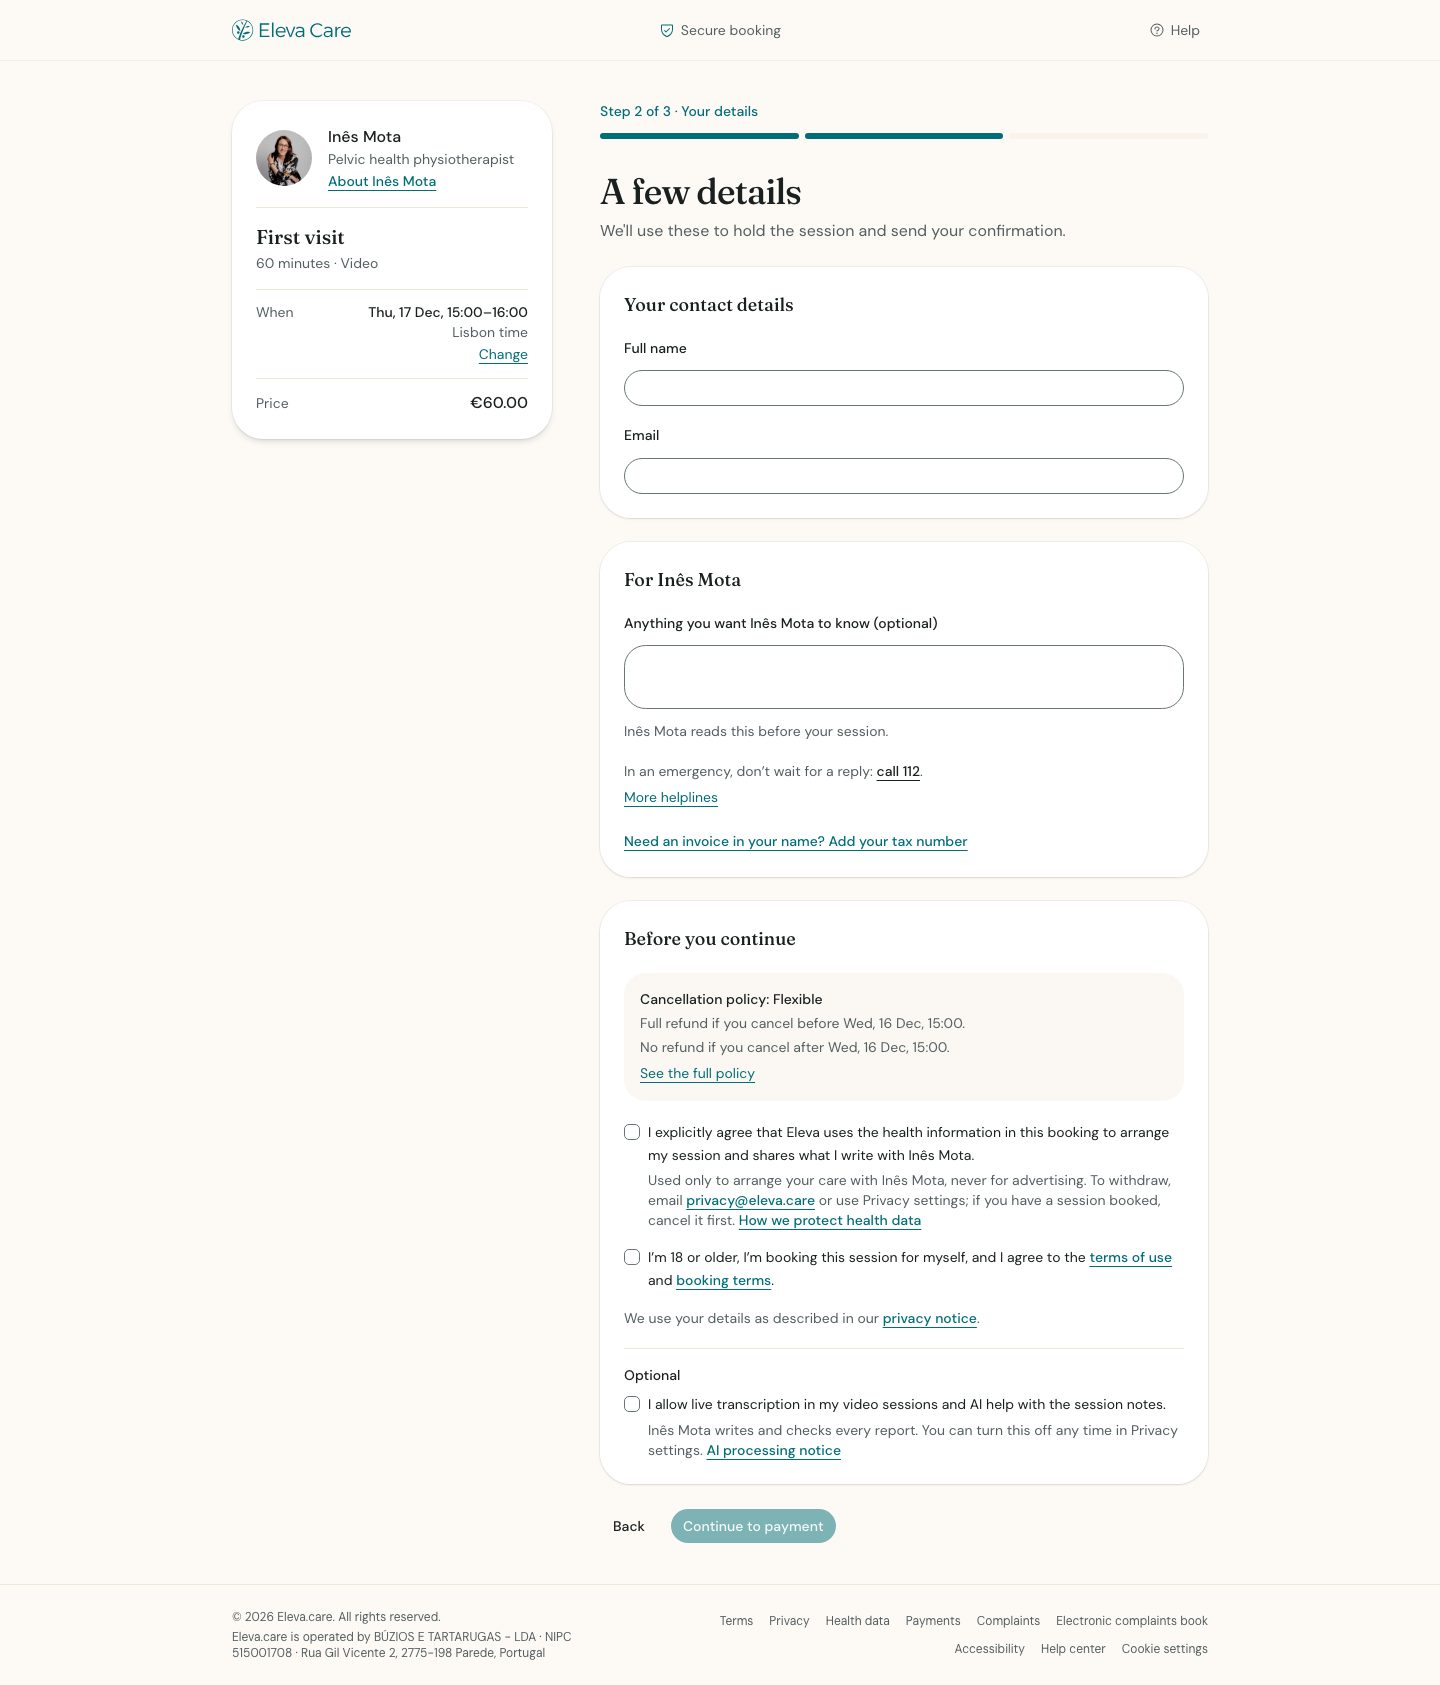 Eleva Care
Secure booking
Help
Inês Mota
Pelvic health physiotherapist
About Inês Mota
First visit
60 minutes · Video
When
Thu, 17 Dec, 15:00–16:00
Lisbon time
Change
Price
€60.00
Step 2 of 3 · Your details
A few details
We'll use these to hold the session and send your confirmation.
Your contact details
Full name
Email
For Inês Mota
Anything you want Inês Mota to know (optional)
Inês Mota reads this before your session.
In an emergency, don’t wait for a reply: call 112.
More helplines
Need an invoice in your name? Add your tax number
Before you continue
Cancellation policy: Flexible
Full refund if you cancel before Wed, 16 Dec, 15:00.
No refund if you cancel after Wed, 16 Dec, 15:00.
See the full policy
I explicitly agree that Eleva uses the health information in this booking to arrange
my session and shares what I write with Inês Mota.
Used only to arrange your care with Inês Mota, never for advertising. To withdraw,
email privacy@eleva.care or use Privacy settings; if you have a session booked,
cancel it first. How we protect health data
I’m 18 or older, I’m booking this session for myself, and I agree to the terms of use
and booking terms.
We use your details as described in our privacy notice.
Optional
I allow live transcription in my video sessions and AI help with the session notes.
Inês Mota writes and checks every report. You can turn this off any time in Privacy
settings. AI processing notice
Back
Continue to payment
© 2026 Eleva.care. All rights reserved.
Eleva.care is operated by BÚZIOS E TARTARUGAS - LDA · NIPC
515001708 · Rua Gil Vicente 2, 2775-198 Parede, Portugal
Terms
Privacy
Health data
Payments
Complaints
Electronic complaints book
Accessibility
Help center
Cookie settings